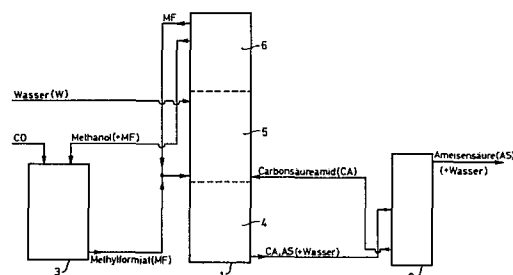 MF
6
Wasser(W)
5
CO
Methanol(+MF)
Ameisensäure(AS)
(+Wasser)
Carbonsäureamid(CA)
4
CA,AS(+Wasser)
Methylformiat(MF)
3
1
2